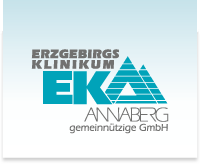 ERZGEBIRGS
KLINIKUM
EKA
ANNABERG
gemeinnützige GmbH